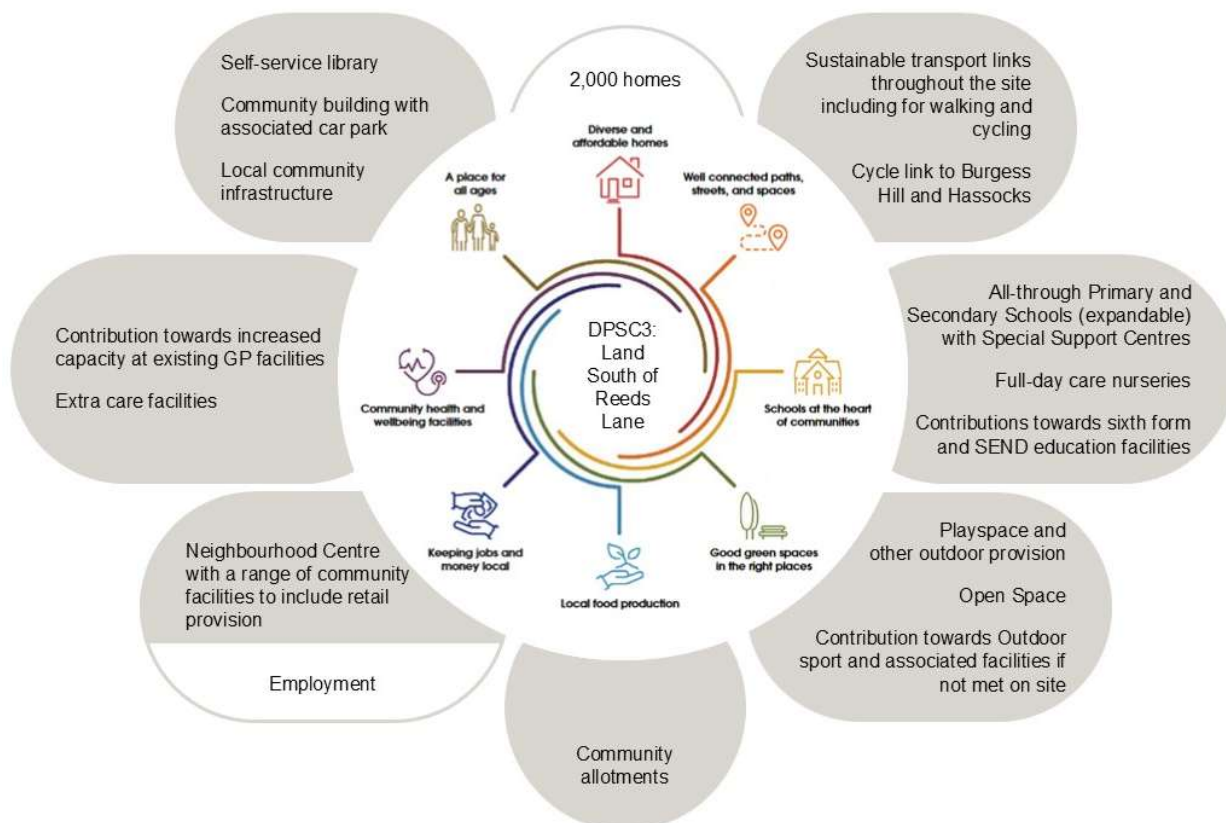 2,000 homes
Diverse and
affordable homes
Sustainable transport links
throughout the site
including for walking and
cycling
Cycle link to Burgess
Hill and Hassocks
Well connected paths,
streets, and spaces
All-through Primary and
Secondary Schools (expandable)
with Special Support Centres
Full-day care nurseries
Contributions towards sixth form
and SEND education facilities
Schools at the heart
of communities
Playspace and
other outdoor provision
Open Space
Contribution towards Outdoor
sport and associated facilities if
not met on site
Good green spaces
in the right places
Local food production
Community
allotments
Keeping jobs and
money local
Neighbourhood Centre
with a range of community
facilities to include retail
provision
Employment
Community health and
wellbeing facilities
Contribution towards increased
capacity at existing GP facilities
Extra care facilities
A place for
all ages
Self-service library
Community building with
associated car park
Local community
infrastructure
DPSC3:
Land
South of
Reeds
Lane